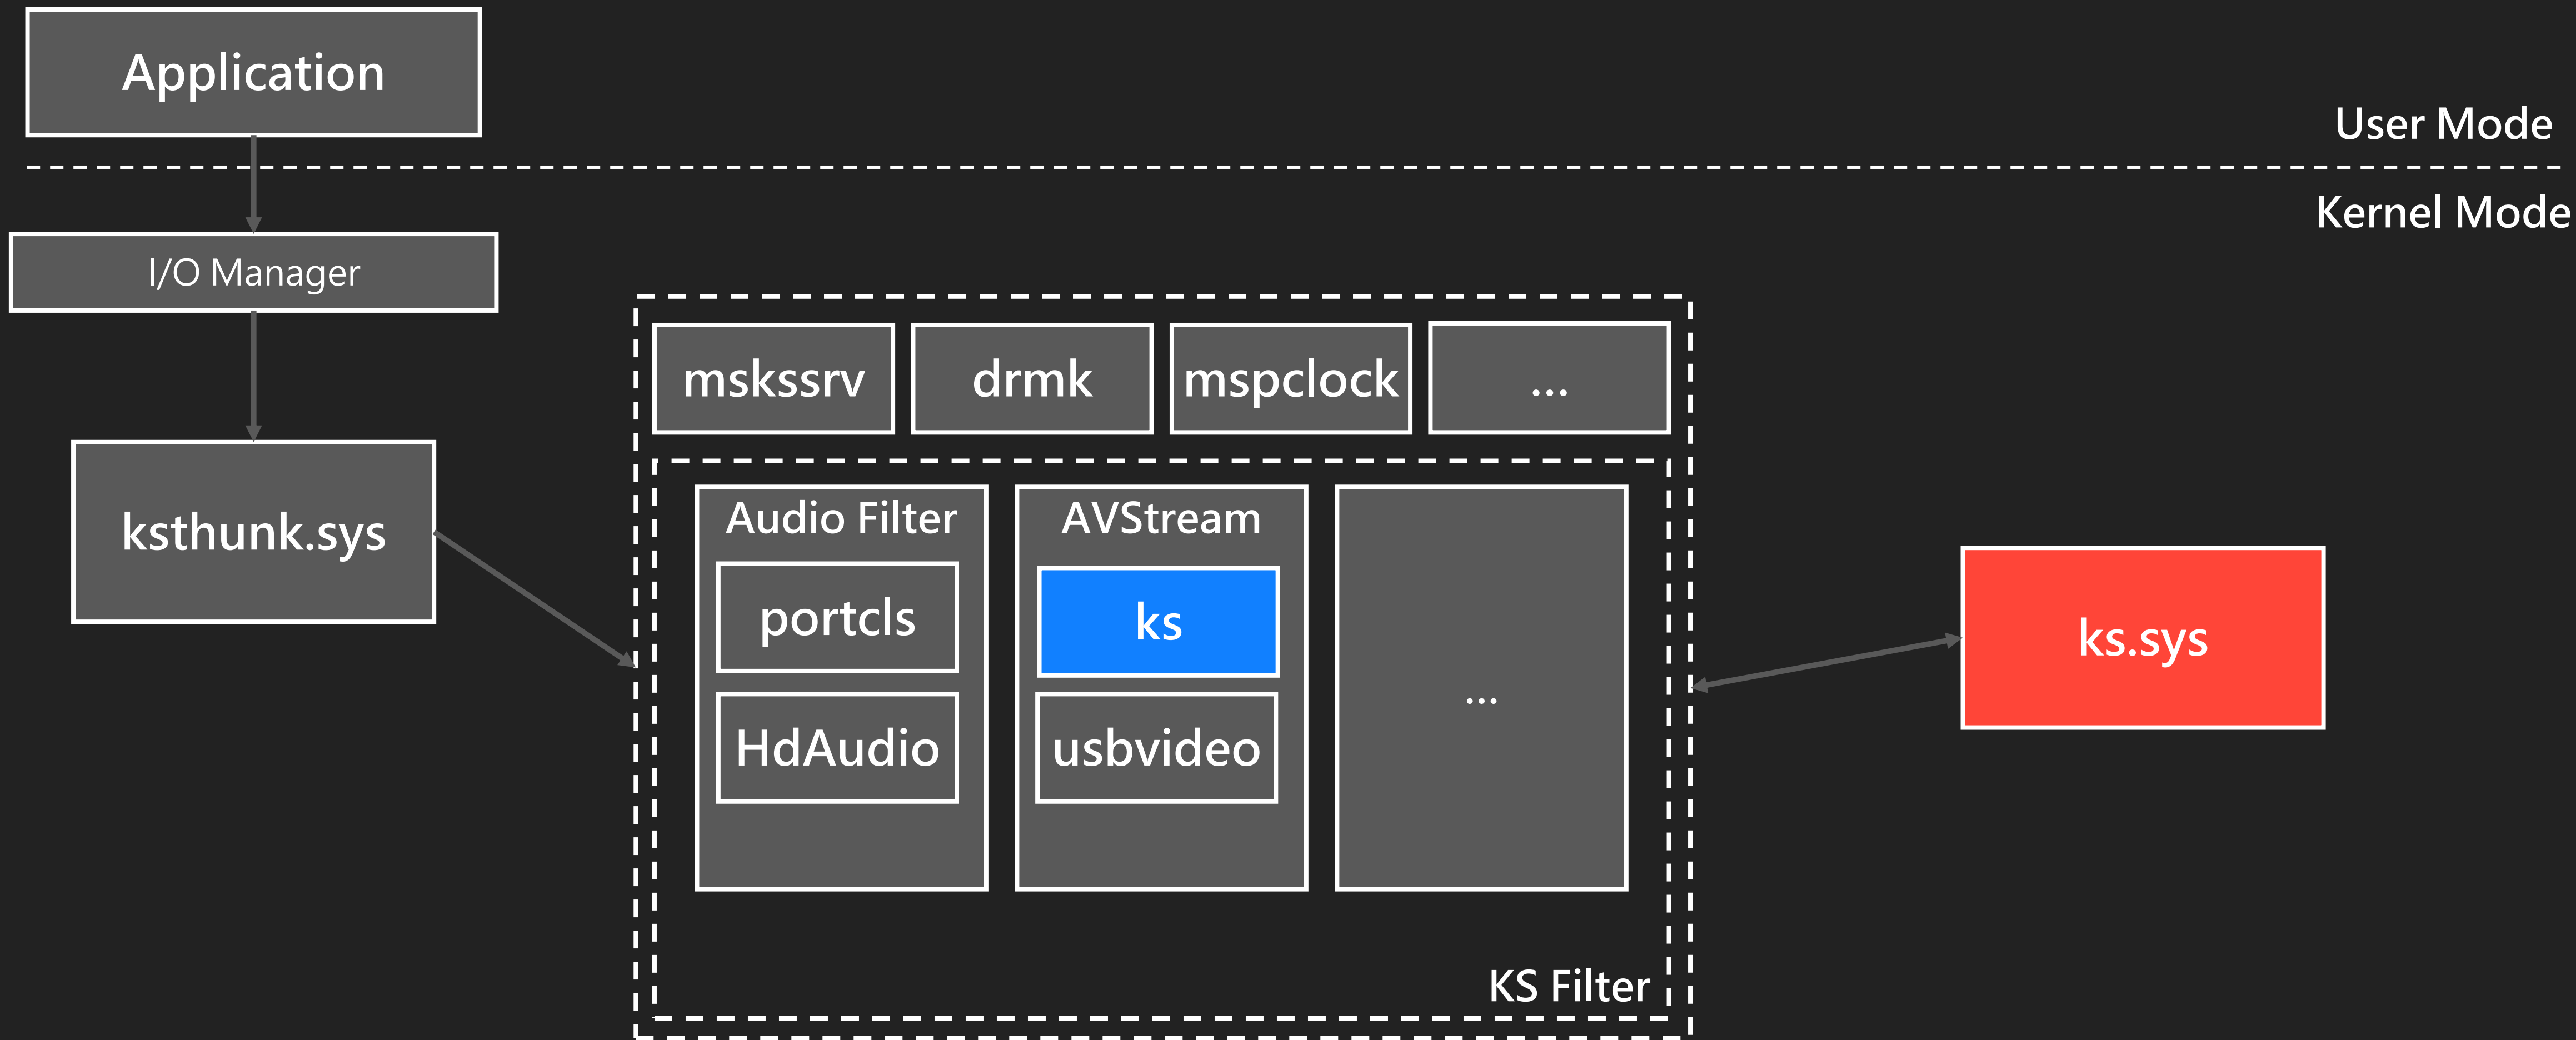 Application
User Mode
Kernel Mode
I/O Manager
mskssrv
drmk
mspclock
...
ksthunk.sys
Audio Filter
portcls
HdAudio
AVStream
ks
usbvideo
...
KS Filter
ks.sys